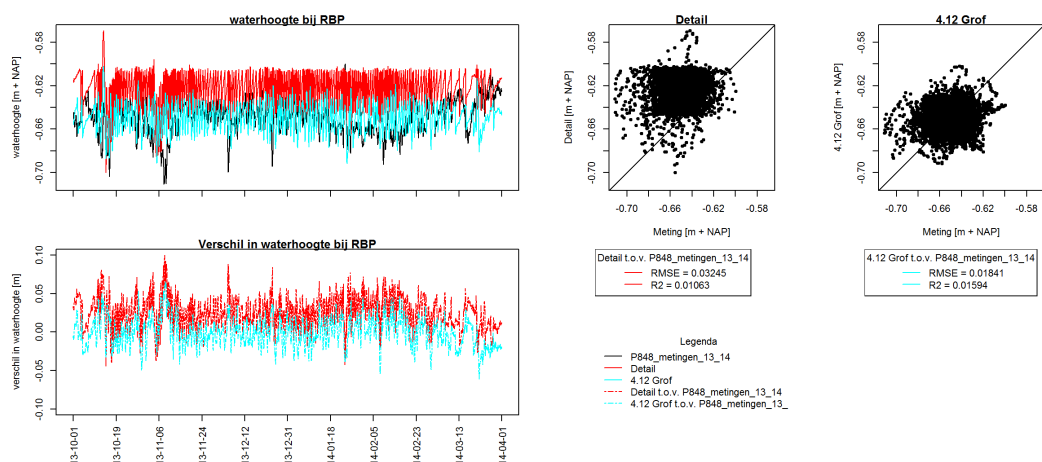 waterhoogte bij RBP
waterhoogte [m + NAP]
-0.58
-0.62
-0.66
-0.70
Detail
Detail [m + NAP]
-0.58
-0.62
-0.66
-0.70
-0.70
-0.66
-0.62
-0.58
Meting [m + NAP]
4.12 Grof
4.12 Grof [m + NAP]
-0.58
-0.62
-0.66
-0.70
-0.70
-0.66
-0.62
-0.58
Meting [m + NAP]
Detail t.o.v. P848_metingen_13_14
RMSE = 0.03245
R2 = 0.01063
4.12 Grof t.o.v. P848_metingen_13_14
RMSE = 0.01841
R2 = 0.01594
Verschil in waterhoogte bij RBP
verschil in waterhoogte [m]
0.10
0.05
0.00
-0.05
-0.10
13-10-01
13-10-19
13-11-06
13-11-24
13-12-12
13-12-31
14-01-18
14-02-05
14-02-23
14-03-13
14-04-01
Legenda
P848_metingen_13_14
Detail
4.12 Grof
Detail t.o.v. P848_metingen_13_14
4.12 Grof t.o.v. P848_metingen_13_